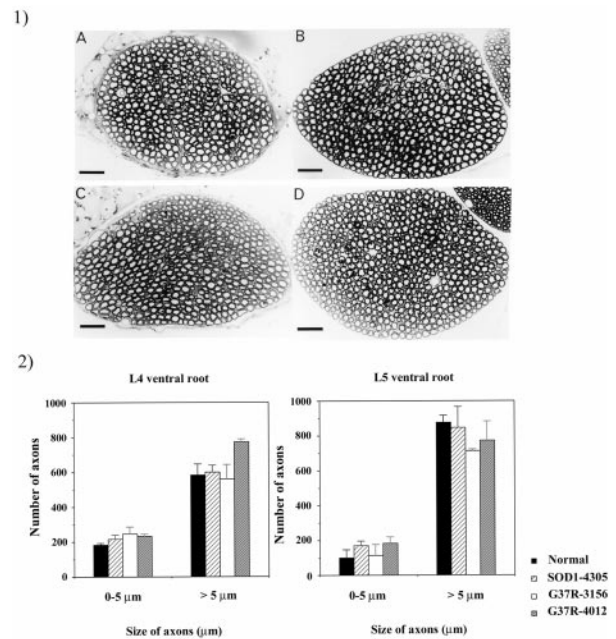 1)
A
B
C
D
2)
L4 ventral root
Number of axons
1000
800
600
400
200
0
0-5 μm
> 5 μm
Size of axons (μm)
L5 ventral root
Number of axons
1000
800
600
400
200
0
0-5 μm
> 5 μm
Size of axons (μm)
Normal
SOD1-4305
G37R-3156
G37R-4012